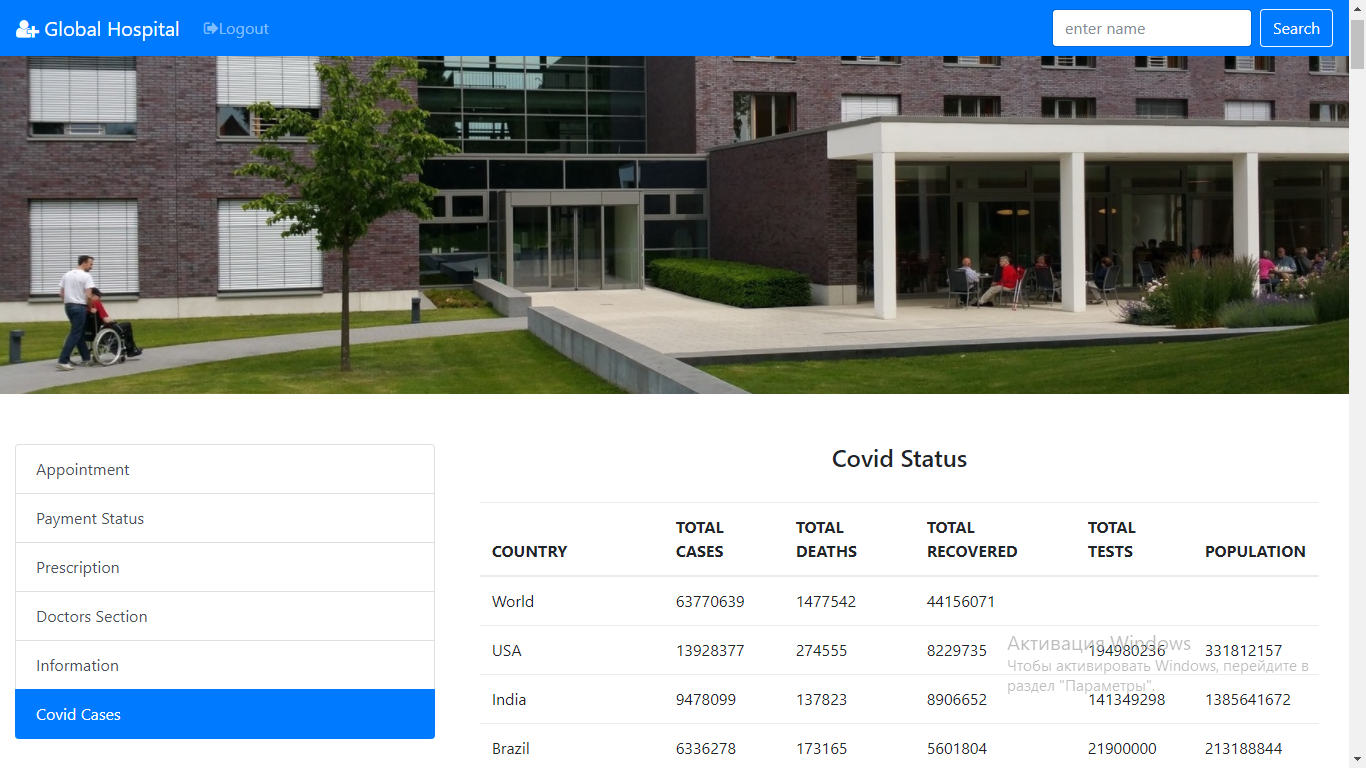 Global Hospital Logout enter name Search
Appointment
Payment Status
Prescription
Doctors Section
Information
Covid Cases
Covid Status
COUNTRY TOTAL CASES TOTAL DEATHS TOTAL RECOVERED TOTAL TESTS POPULATION
World 63770639 1477542 44156071
USA 13928377 274555 8229735 194980236 331812157
India 9478099 137823 8906652 141349298 1385641672
Brazil 6336278 173165 5601804 21900000 213188844
Активация Windows
Чтобы активировать Windows, перейдите в
раздел "Параметры".